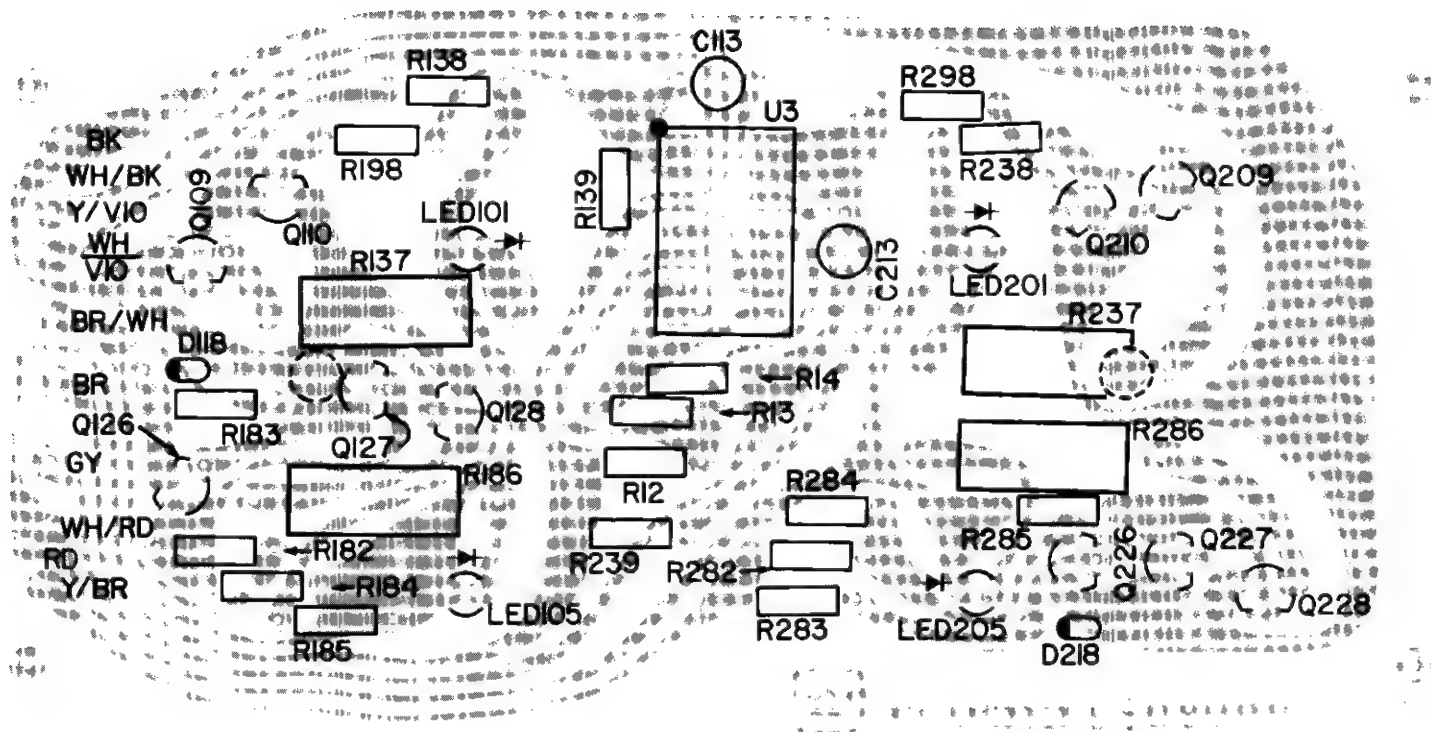 C113
R138
R298
U3
BK
R198
R238
WH/BK
Q109
R139
Q209
Y/VIO
LED101
Q110
Q210
WH
VIO
R137
C213
LED201
BR/WH
R237
D118
BR
R14
Q128
R13
R183
Q126
Q127
R286
GY
R186
R12
R284
WH/RD
R182
R239
R285
Q226
Q227
RD
R282
Y/BR
R184
LED105
Q228
R283
LED205
R185
D218